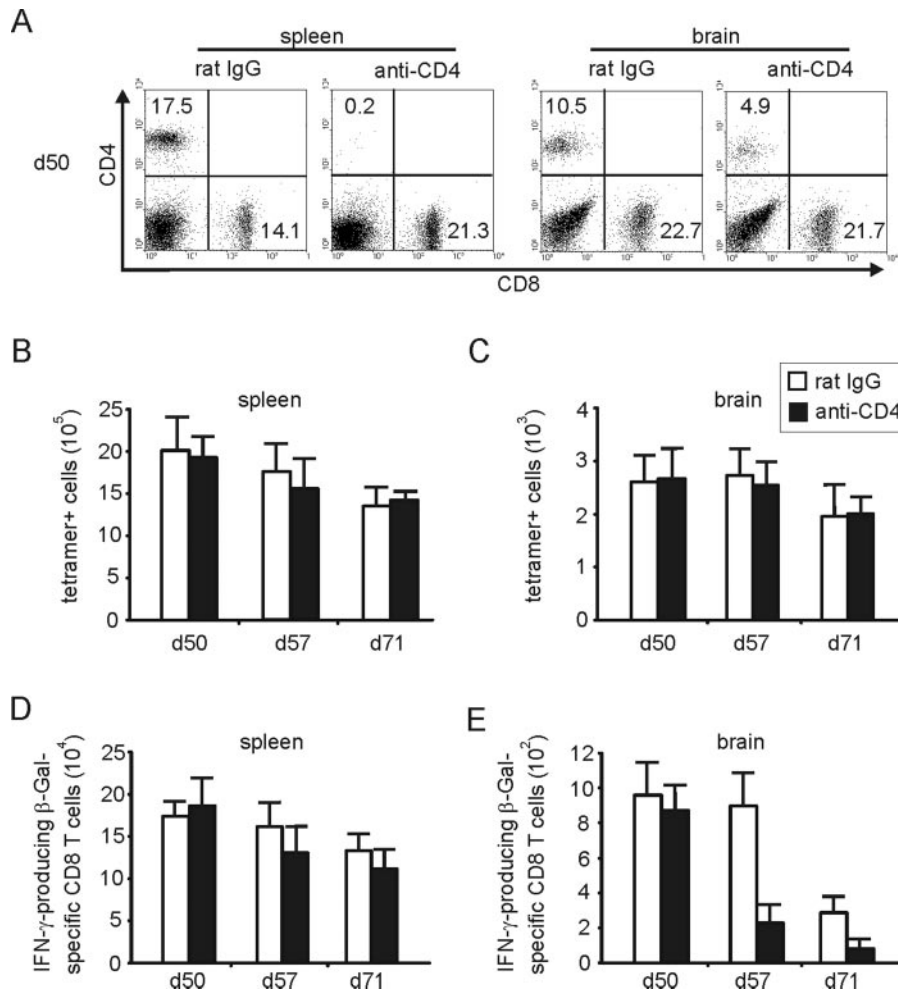 A
spleen
brain
rat IgG
anti-CD4
rat IgG
anti-CD4
17.5
0.2
10.5
4.9
d50
CD4
14.1
21.3
22.7
21.7
CD8
B
spleen
tetramer+ cells (10⁵)
25
20
15
10
5
0
d50 d57 d71
C
rat IgG
anti-CD4
brain
tetramer+ cells (10³)
4
3
2
1
0
d50 d57 d71
D
spleen
IFN-γ-producing β-Gal-
specific CD8 T cells (10⁴)
25
20
15
10
5
0
d50 d57 d71
E
brain
IFN-γ-producing β-Gal-
specific CD8 T cells (10²)
12
10
8
6
4
2
0
d50 d57 d71